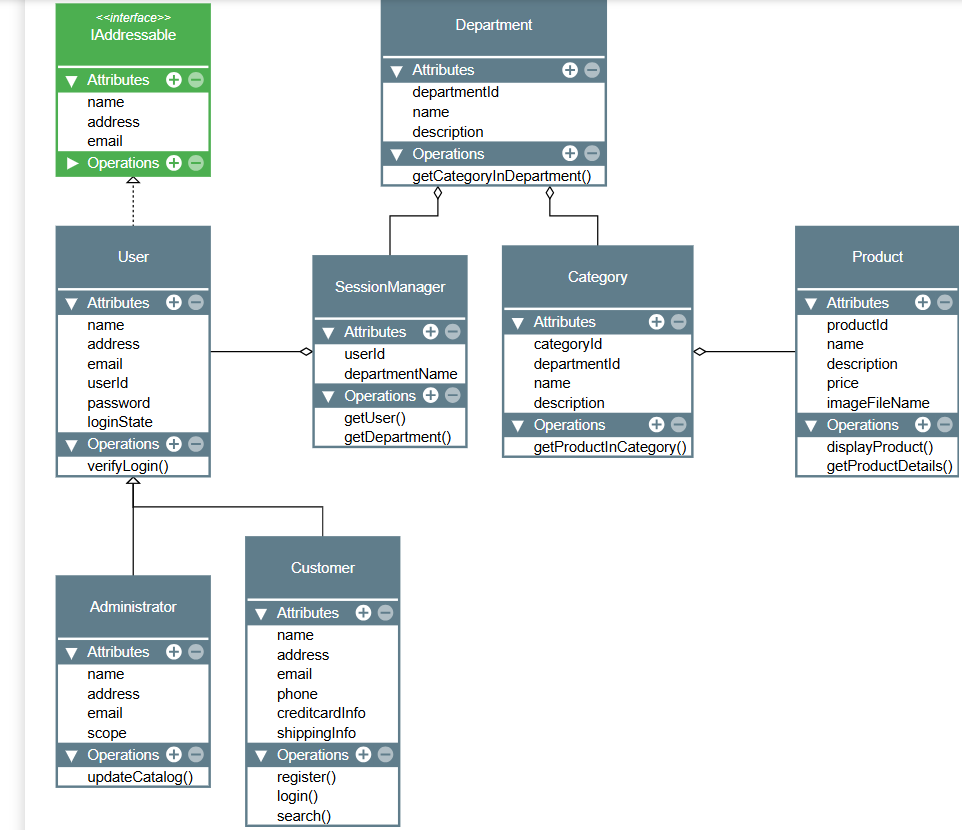 <<interface>>
IAddressable
Attributes
name
address
email
Operations
Department
Attributes
departmentId
name
description
Operations
getCategoryInDepartment()
User
Attributes
name
address
email
userId
password
loginState
Operations
verifyLogin()
SessionManager
Attributes
userId
departmentName
Operations
getUser()
getDepartment()
Category
Attributes
categoryId
departmentId
name
description
Operations
getProductInCategory()
Product
Attributes
productId
name
description
price
imageFileName
Operations
displayProduct()
getProductDetails()
Administrator
Attributes
name
address
email
scope
Operations
updateCatalog()
Customer
Attributes
name
address
email
phone
creditcardInfo
shippingInfo
Operations
register()
login()
search()